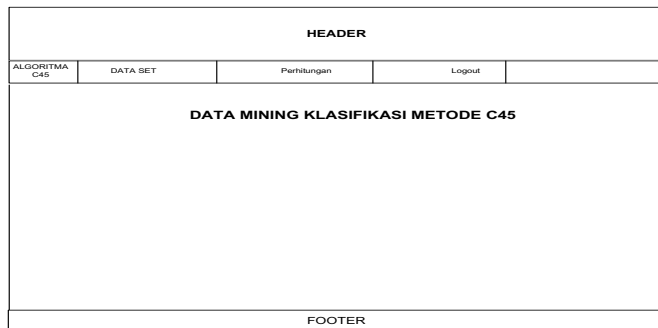 HEADER
ALGORITMA
C45
DATA SET
Perhitungan
Logout
DATA MINING KLASIFIKASI METODE C45
FOOTER